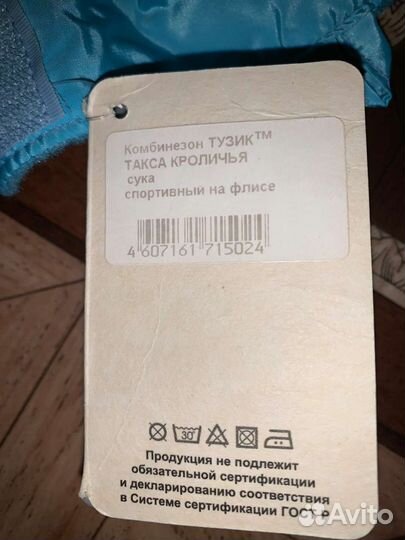 Комбинезон ТУЗИК™
ТАКСА КРОЛИЧЬЯ
сука
спортивный на флисе
4 607161 715024
30
Продукция не подлежит
обязательной сертификации
и декларированию соответствия
в Системе сертификации ГОСТ Р
Avito